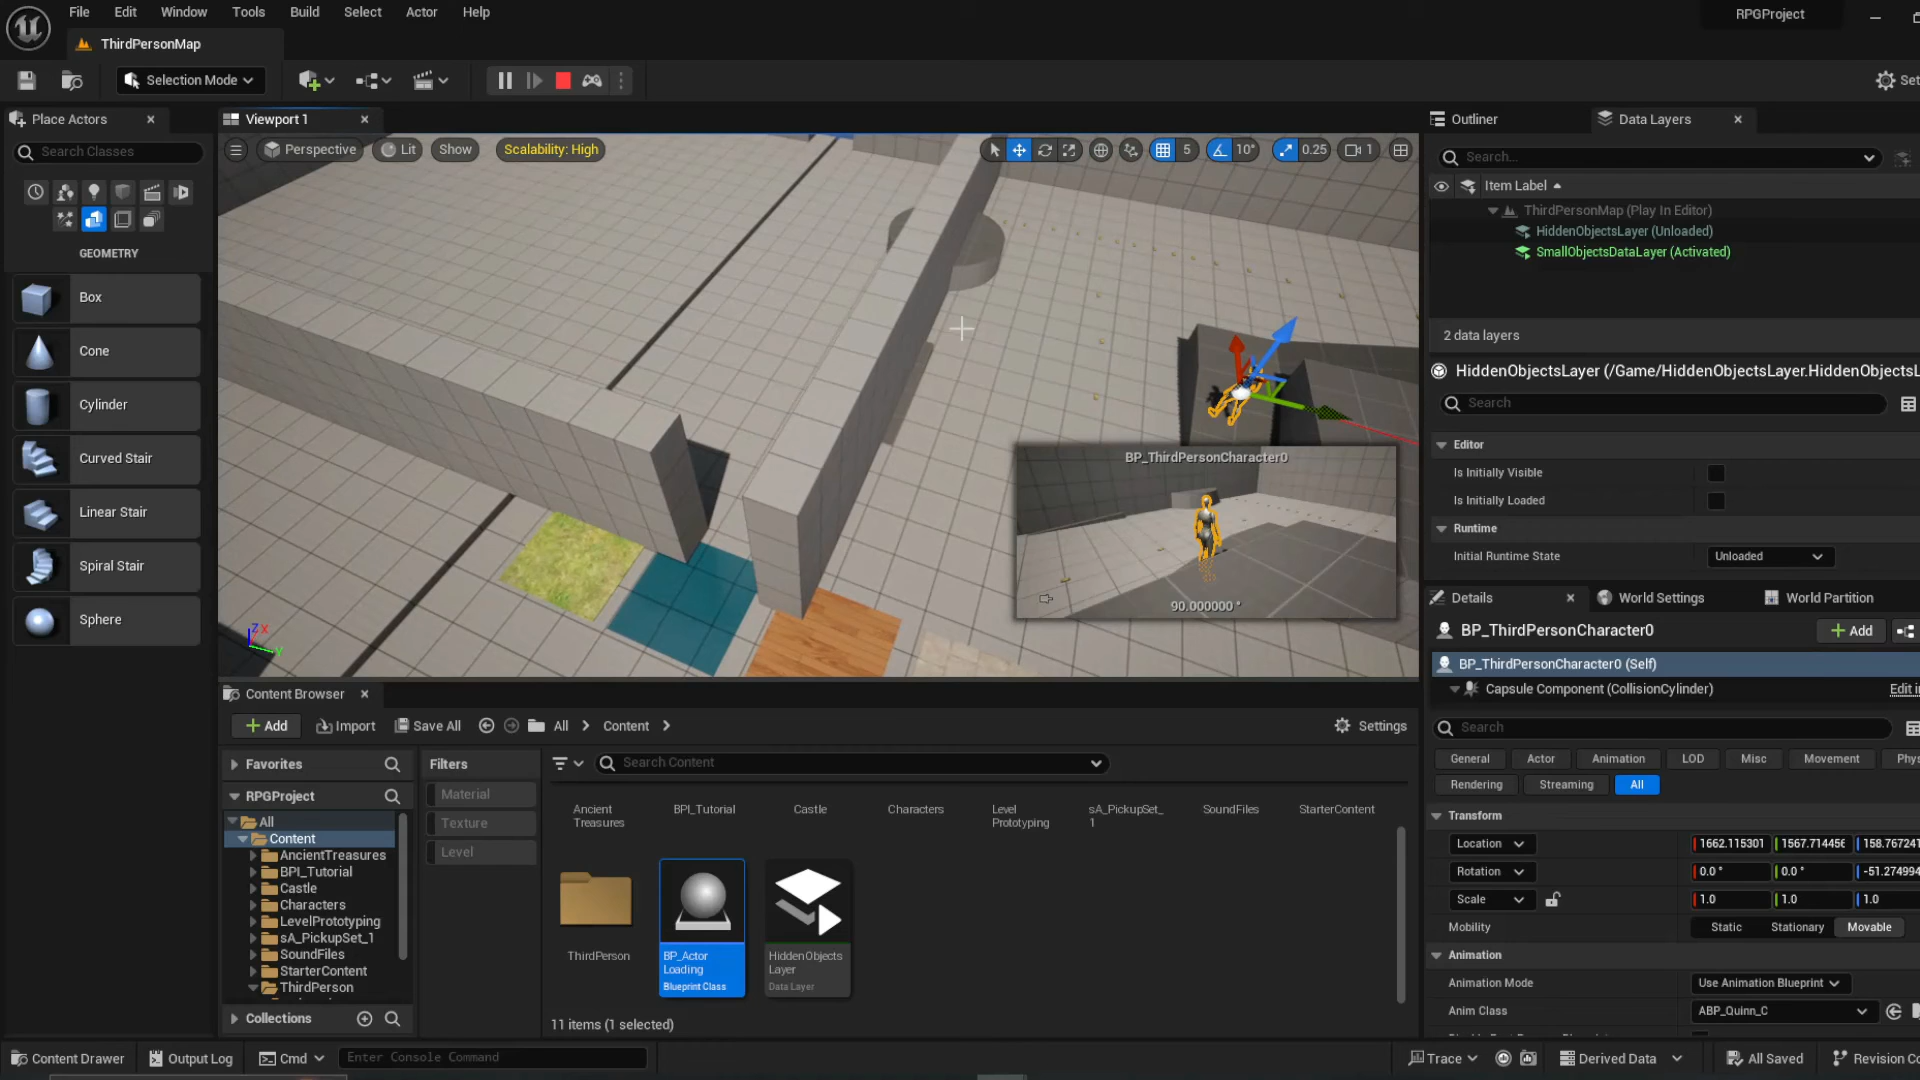 File Edit Window Tools Build Select Actor Help
RPGProject
ThirdPersonMap
Selection Mode
Place Actors
Viewport 1
Outliner
Data Layers
Search Classes
Perspective
Lit
Show
Scalability: High
5
10°
0.25
1
Search...
Item Label
ThirdPersonMap (Play In Editor)
HiddenObjectsLayer (Unloaded)
SmallObjectsDataLayer (Activated)
2 data layers
GEOMETRY
Box
Cone
Cylinder
Curved Stair
Linear Stair
Spiral Stair
Sphere
BP_ThirdPersonCharacter0
90.000000 °
Z X
Y
HiddenObjectsLayer (/Game/HiddenObjectsLayer.HiddenObjectsL
Search
Editor
Is Initially Visible
Is Initially Loaded
Runtime
Initial Runtime State
Unloaded
Details
World Settings
World Partition
BP_ThirdPersonCharacter0
Add
BP_ThirdPersonCharacter0 (Self)
Capsule Component (CollisionCylinder)
Search
General Actor Animation LOD Misc Movement Phys
Rendering Streaming All
Transform
Location
1662.115301
158.767241
Rotation
0.0 °
0.0 °
-51.274994
Scale
1.0
1.0
1.0
Mobility
Static Stationary Movable
Animation
Animation Mode
Use Animation Blueprint
Anim Class
ABP_Quinn_C
Content Browser
Add
Import
Save All
All
Content
Settings
Favorites
Filters
Search Content
RPGProject
Material
Texture
Level
All
Content
AncientTreasures
BPI_Tutorial
Castle
Characters
LevelPrototyping
sA_PickupSet_1
SoundFiles
StarterContent
ThirdPerson
Collections
Ancient
Treasures
BPI_Tutorial
Castle
Characters
Level
Prototyping
sA_PickupSet_
1
SoundFiles
StarterContent
ThirdPerson
BP_Actor
Loading
Blueprint Class
HiddenObjects
Layer
Data Layer
11 items (1 selected)
Content Drawer
Output Log
Cmd
Enter Console Command
Trace
Derived Data
All Saved